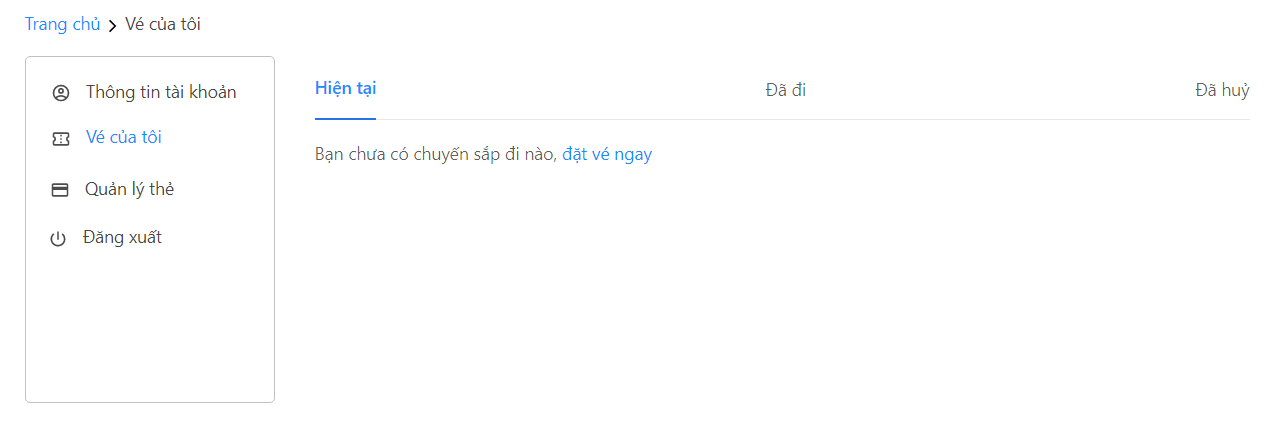 Trang chủ > Vé của tôi
Thông tin tài khoản
Vé của tôi
Quản lý thẻ
Đăng xuất
Hiện tại Đã đi Đã huỷ
Bạn chưa có chuyến sắp đi nào, đặt vé ngay